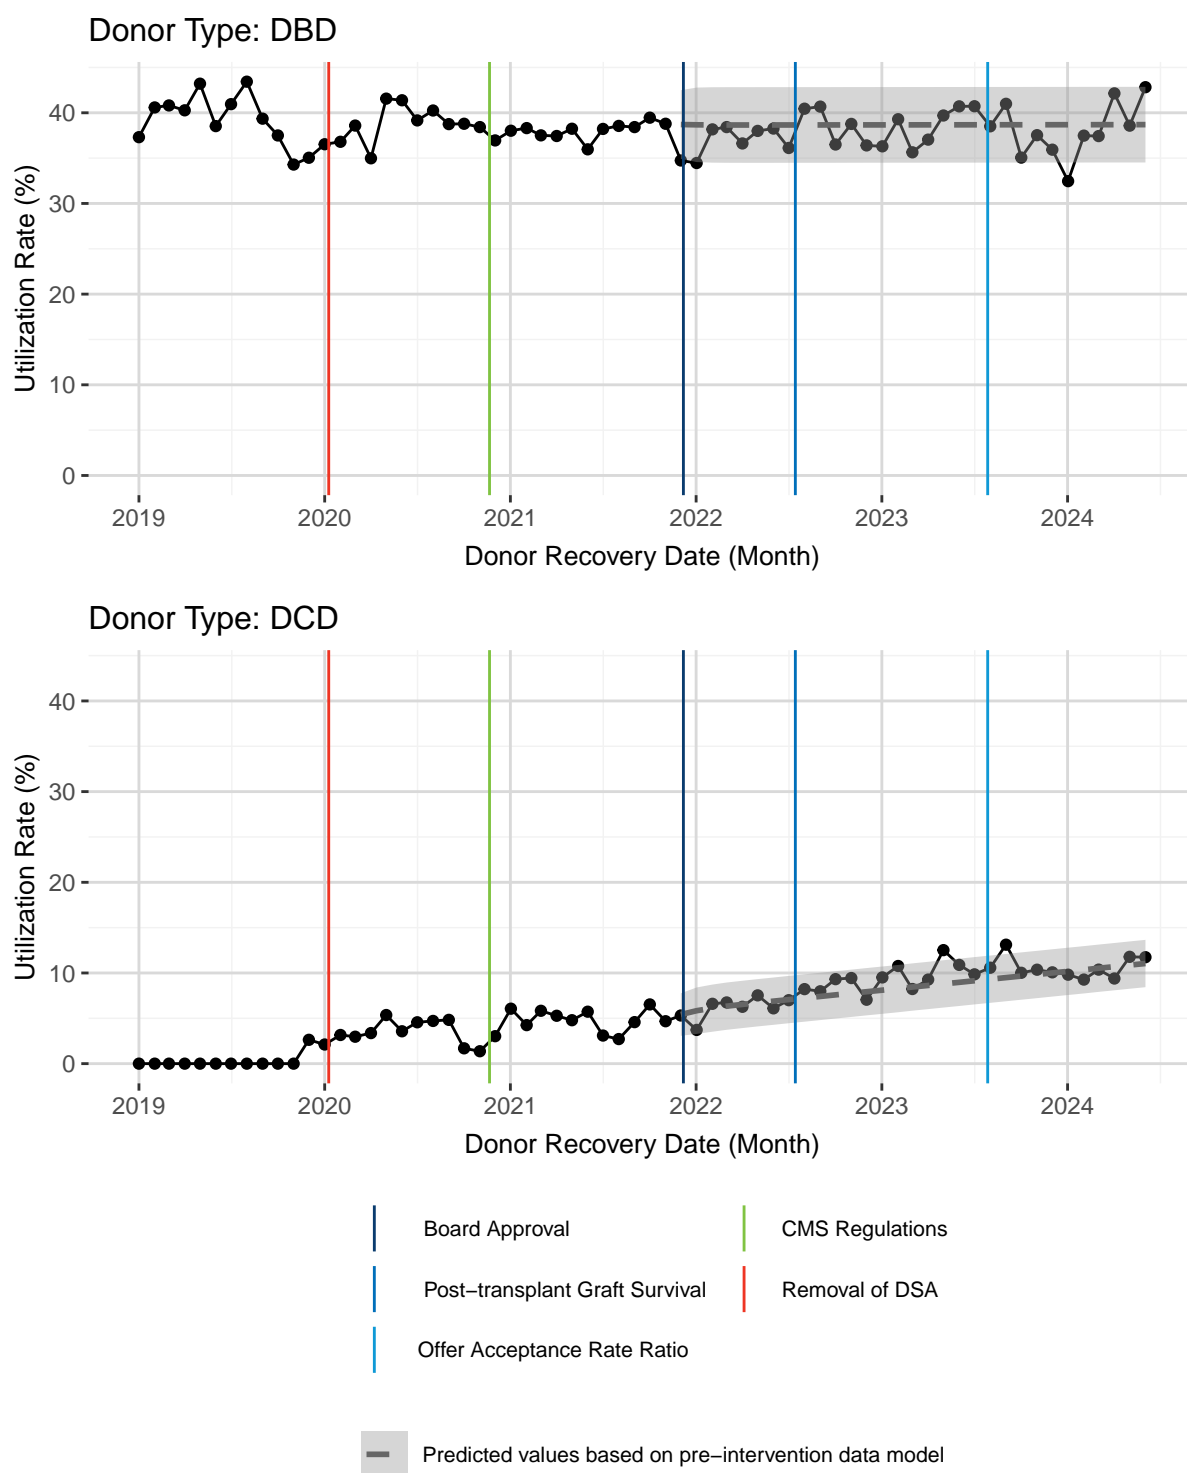 Donor Type: DBD
Utilization Rate (%)
40
30
20
10
0
2019 2020 2021 2022 2023 2024
Donor Recovery Date (Month)
Donor Type: DCD
Utilization Rate (%)
40
30
20
10
0
2019 2020 2021 2022 2023 2024
Donor Recovery Date (Month)
Board Approval CMS Regulations
Post−transplant Graft Survival Removal of DSA
Offer Acceptance Rate Ratio
Predicted values based on pre−intervention data model